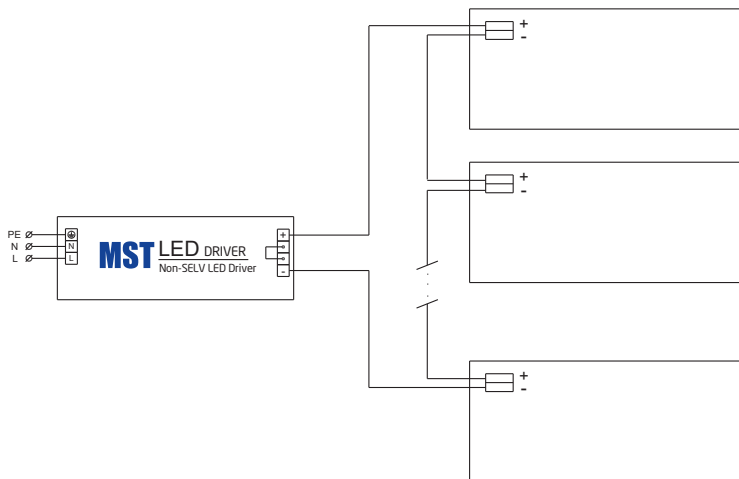 +
-
+
-
PE
N
L
N
L
MST LED DRIVER
Non-SELV LED Driver
+
-
+
-